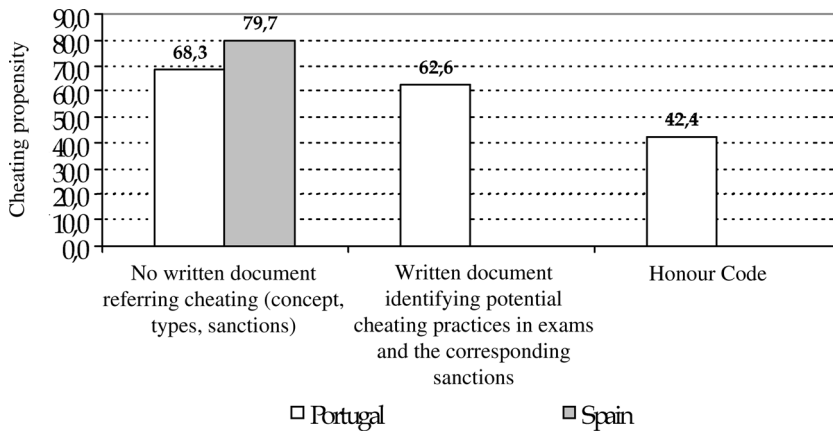 Cheating propensity
90,0
80,0
70,0
60,0
50,0
40,0
30,0
20,0
10,0
0,0
68,3
79,7
62,6
42,4
No written document
referring cheating (concept,
types, sanctions)
Written document
identifying potential
cheating practices in exams
and the corresponding
sanctions
Honour Code
Portugal
Spain